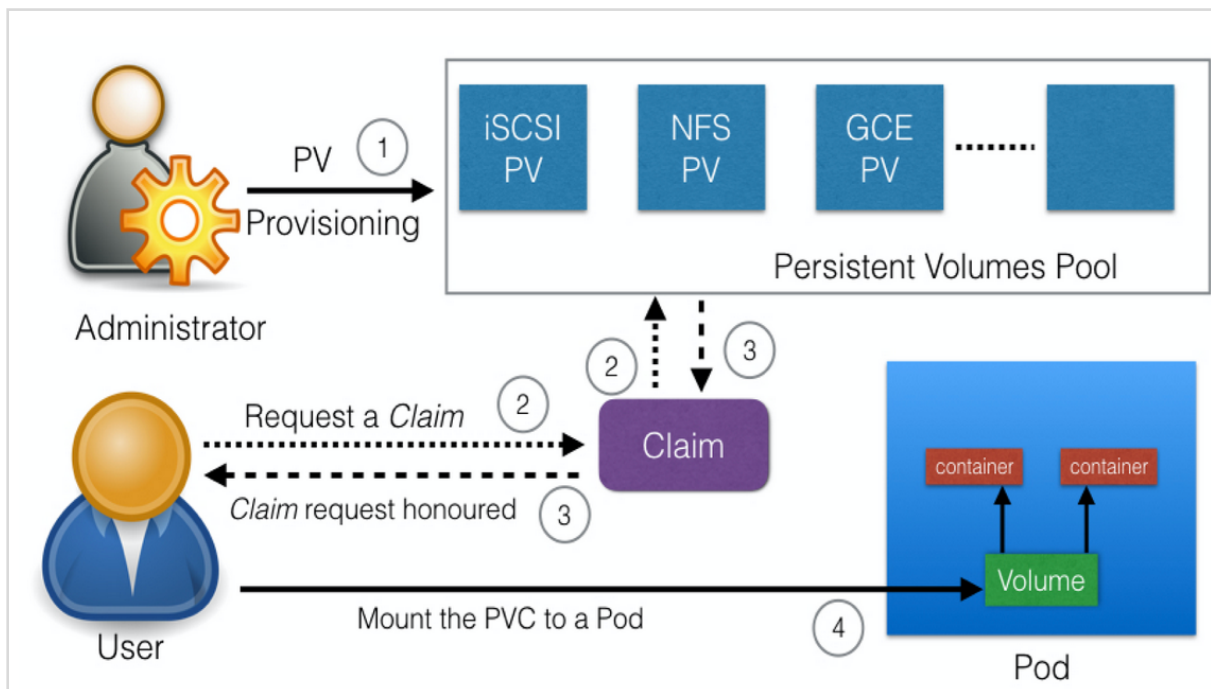 iSCSI
PV
NFS
PV
GCE
PV
PV
1
Provisioning
Persistent Volumes Pool
Administrator
2
3
Request a Claim
2
Claim
Claim request honoured
3
container
container
Volume
Mount the PVC to a Pod
4
User
Pod